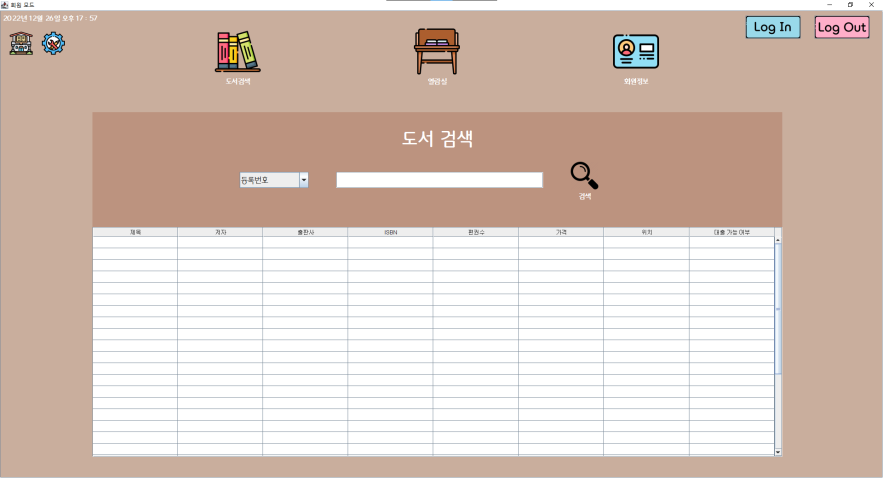 회원 모드
2022년 12월 26일 오후 17 : 57
Log In
Log Out
도서검색
열람실
회원정보
도서 검색
등록번호
검색
제목 저자 출판사 ISBN 편권수 가격 위치 대출 가능 여부